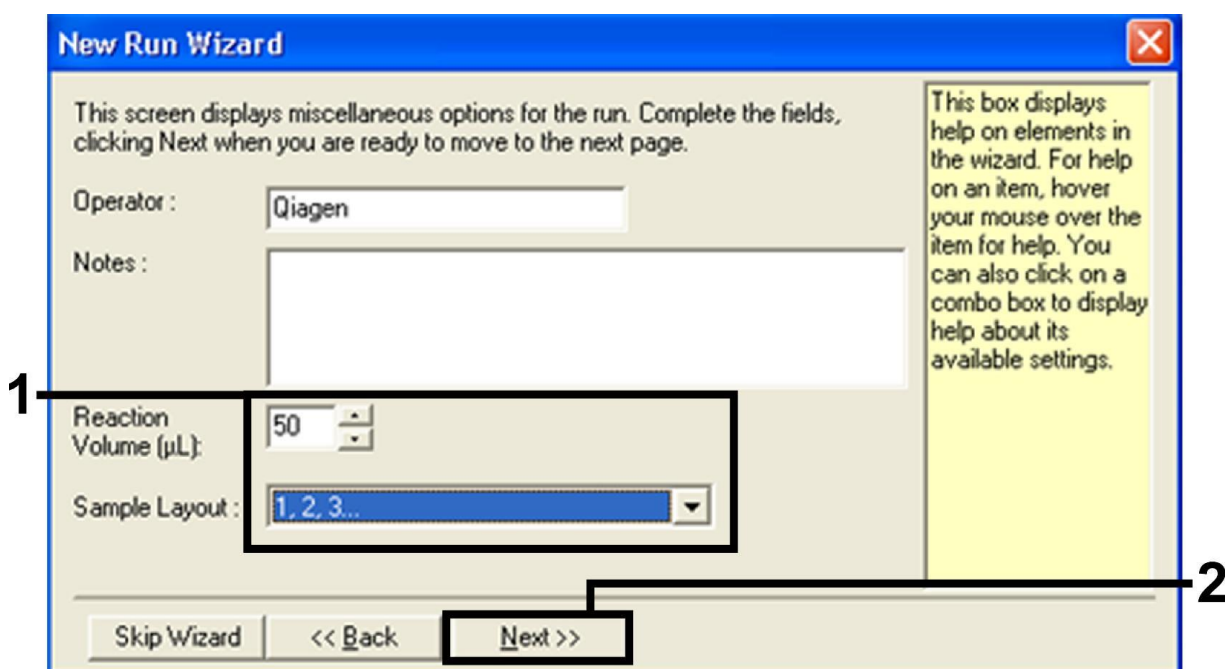 New Run Wizard
This screen displays miscellaneous options for the run. Complete the fields,
clicking Next when you are ready to move to the next page.
This box displays
help on elements in
the wizard. For help
on an item, hover
your mouse over the
item for help. You
can also click on a
combo box to display
help about its
available settings.
Operator :
Qiagen
Notes :
1
Reaction
Volume (µL):
50
Sample Layout :
1, 2, 3...
2
Skip Wizard
<< Back
Next >>